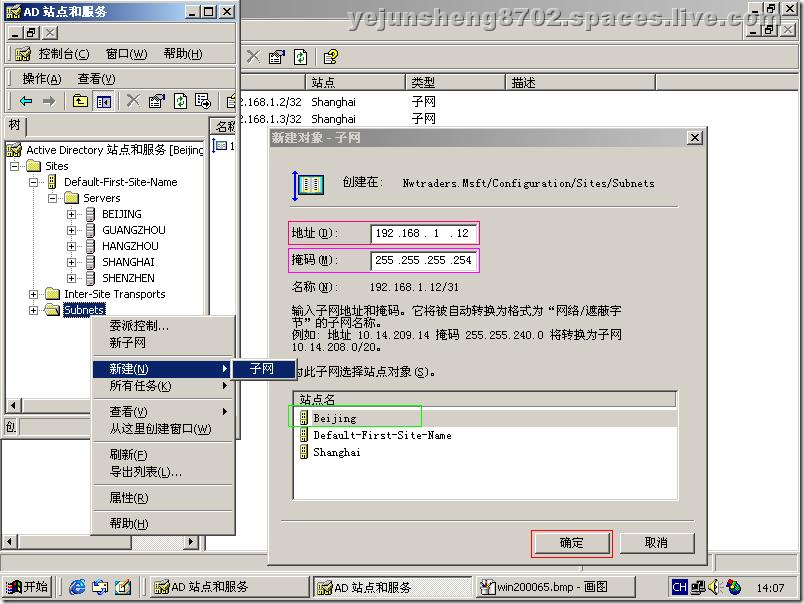 yejunsheng8702.spaces.live.com
AD 站点和服务
控制台(C) 窗口(W) 帮助(H)
操作(A) 查看(V)
树
名称
站点 类型 描述
2.168.1.2/32 Shanghai 子网
2.168.1.3/32 Shanghai 子网
Active Directory 站点和服务 [Beijing
Sites
Default-First-Site-Name
Servers
BEIJING
GUANGZHOU
HANGZHOU
SHANGHAI
SHENZHEN
Inter-Site Transports
Subnets
委派控制...
新子网
新建(N)
子网
所有任务(K)
查看(V)
从这里创建窗口(W)
刷新(F)
导出列表(L)...
属性(R)
帮助(H)
新建对象 - 子网
创建在: Nwtraders.Msft/Configuration/Sites/Subnets
地址(D): 192 .168 . 1 . 12
掩码(M): 255 .255 .255 .254
名称(N): 192.168.1.12/31
输入子网地址和掩码。它将被自动转换为格式为“网络/遮蔽字
节”的子网名称。
例如: 地址 10.14.209.14 掩码 255.255.240.0 将转换为子网
10.14.208.0/20。
对此子网选择站点对象(S)。
站点名
Beijing
Default-First-Site-Name
Shanghai
确定 取消
开始 AD 站点和服务 AD 站点和服务 win200065.bmp - 画图 CH 14:07